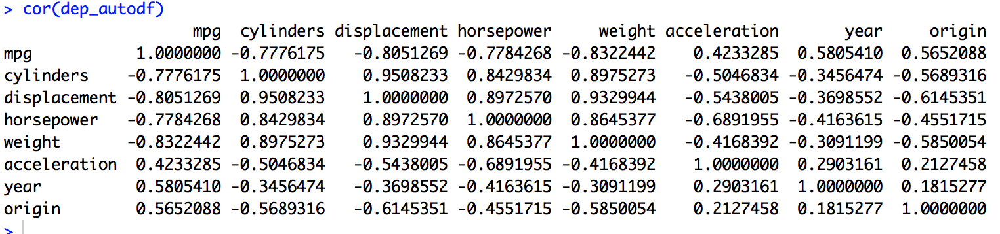 > cor(dep_autodf)
                    mpg  cylinders displacement horsepower     weight acceleration       year     origin
mpg           1.0000000 -0.7776175   -0.8051269 -0.7784268 -0.8322442    0.4233285  0.5805410  0.5652088
cylinders    -0.7776175  1.0000000    0.9508233  0.8429834  0.8975273   -0.5046834 -0.3456474 -0.5689316
displacement -0.8051269  0.9508233    1.0000000  0.8972570  0.9329944   -0.5438005 -0.3698552 -0.6145351
horsepower   -0.7784268  0.8429834    0.8972570  1.0000000  0.8645377   -0.6891955 -0.4163615 -0.4551715
weight       -0.8322442  0.8975273    0.9329944  0.8645377  1.0000000   -0.4168392 -0.3091199 -0.5850054
acceleration  0.4233285 -0.5046834   -0.5438005 -0.6891955 -0.4168392    1.0000000  0.2903161  0.2127458
year          0.5805410 -0.3456474   -0.3698552 -0.4163615 -0.3091199    0.2903161  1.0000000  0.1815277
origin        0.5652088 -0.5689316   -0.6145351 -0.4551715 -0.5850054    0.2127458  0.1815277  1.0000000
>